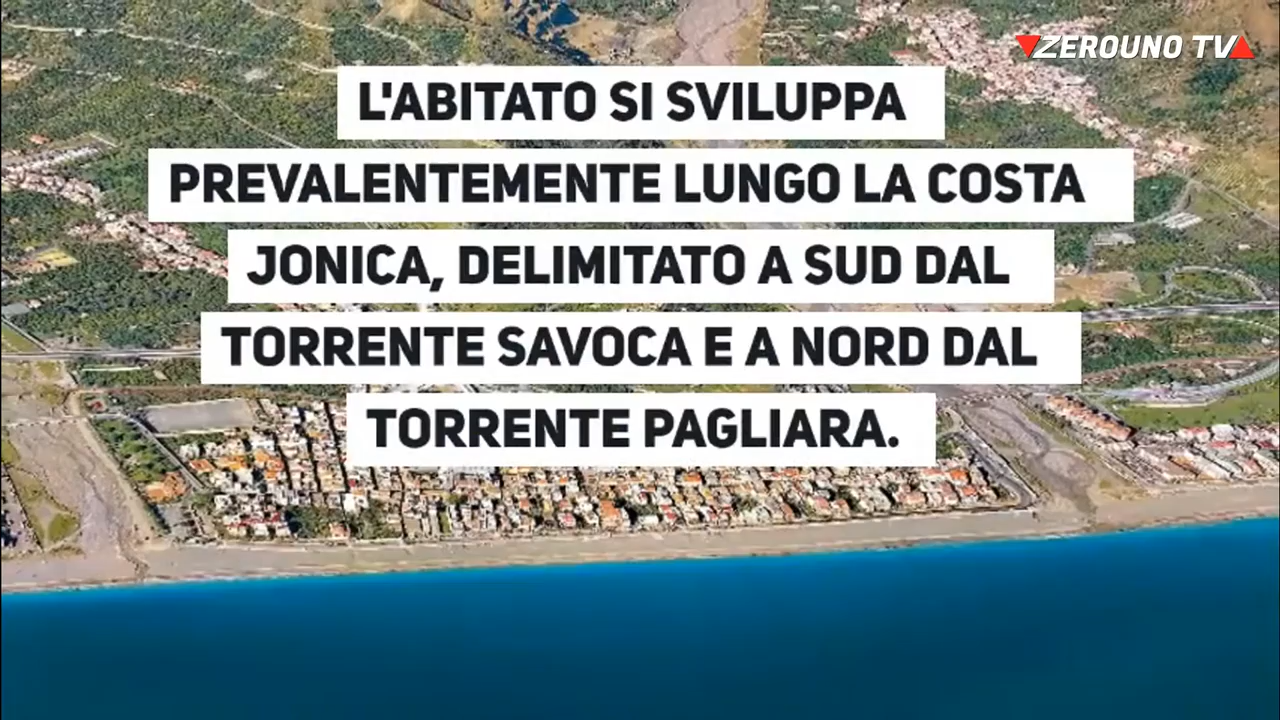 ZEROUNO TV
L'ABITATO SI SVILUPPA
PREVALENTEMENTE LUNGO LA COSTA
JONICA, DELIMITATO A SUD DAL
TORRENTE SAVOCA E A NORD DAL
TORRENTE PAGLIARA.